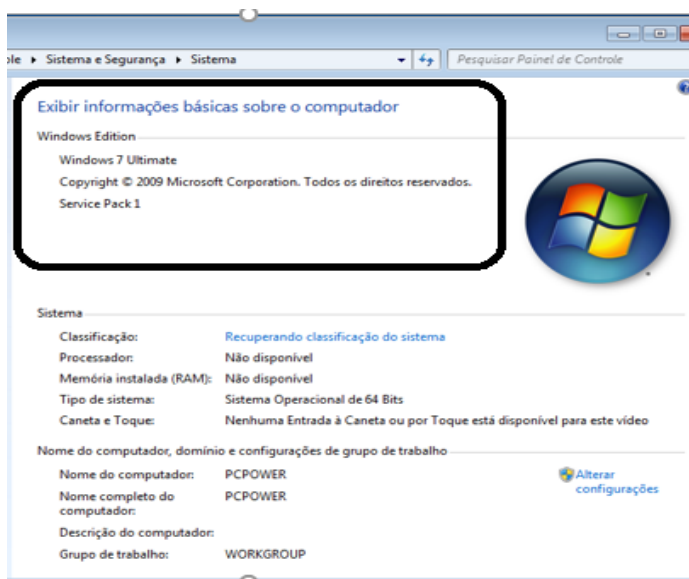 Sistema e Segurança Sistema
Pesquisar Painel de Controle
Exibir informações básicas sobre o computador
Windows Edition
Windows 7 Ultimate
Copyright © 2009 Microsoft Corporation. Todos os direitos reservados.
Service Pack 1
Sistema
Classificação: Recuperando classificação do sistema
Processador: Não disponível
Memória instalada (RAM): Não disponível
Tipo de sistema: Sistema Operacional de 64 Bits
Caneta e Toque: Nenhuma Entrada à Caneta ou por Toque está disponível para este vídeo
Nome do computador, domínio e configurações de grupo de trabalho
Nome do computador: PCPOWER
Alterar
configurações
Nome completo do PCPOWER
computador:
Descrição do computador:
Grupo de trabalho: WORKGROUP